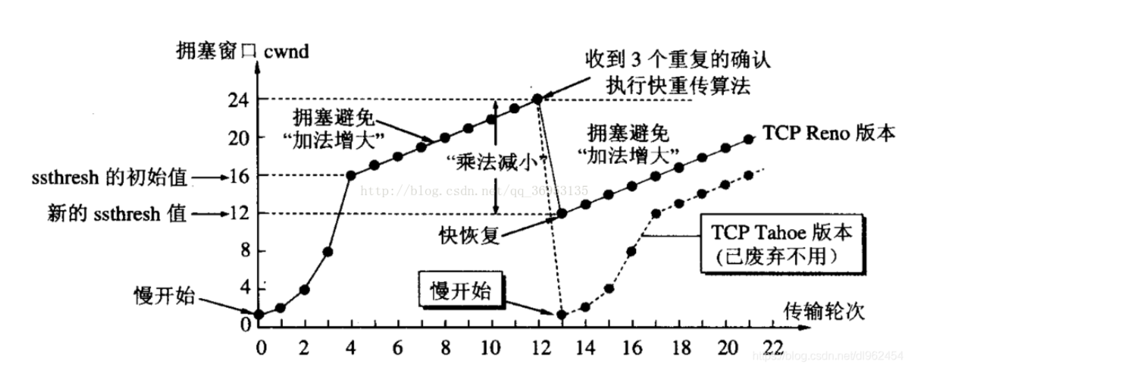 拥塞窗口 cwnd
收到 3 个重复的确认
执行快重传算法
24
拥塞避免
“加法增大”
20
拥塞避免
“加法增大”
TCP Reno 版本
“乘法减小”
ssthresh 的初始值
16
新的 ssthresh 值
12
快恢复
TCP Tahoe 版本
(已废弃不用)
8
慢开始
4
慢开始
传输轮次
0
0 2 4 6 8 10 12 14 16 18 20 22